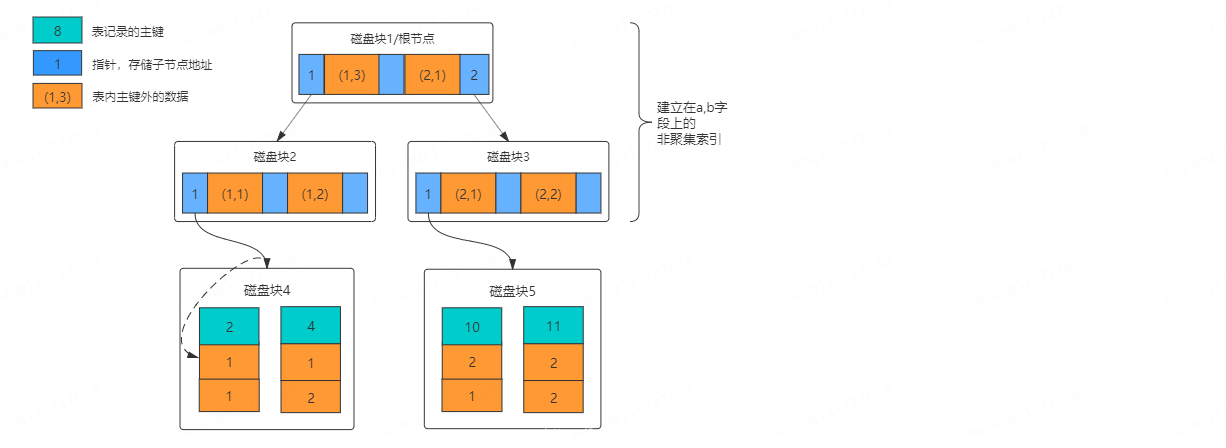 8 表记录的主键
1 指针，存储子节点地址
(1,3) 表内主键外的数据
磁盘块1/根节点
1 (1,3) (2,1) 2
建立在a,b字
段上的
非聚集索引
磁盘块2
1 (1,1) (1,2)
磁盘块3
1 (2,1) (2,2)
磁盘块4
2 4
1 1
1 2
磁盘块5
10 11
2 2
1 2